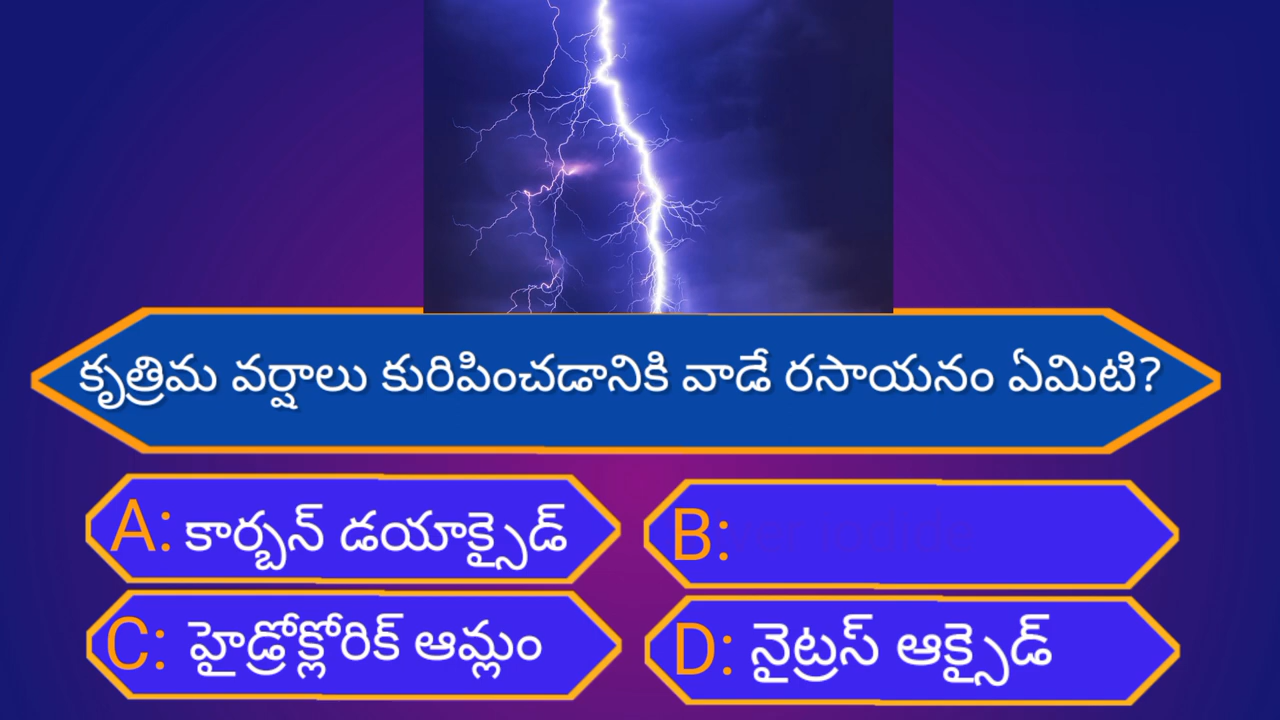 కృత్రిమ వర్షాలు కురిపించడానికి వాడే రసాయనం ఏమిటి?
A: కార్బన్ డయాక్సైడ్
B:
C: హైడ్రోక్లోరిక్ ఆమ్లం
D: నైట్రస్ ఆక్సైడ్